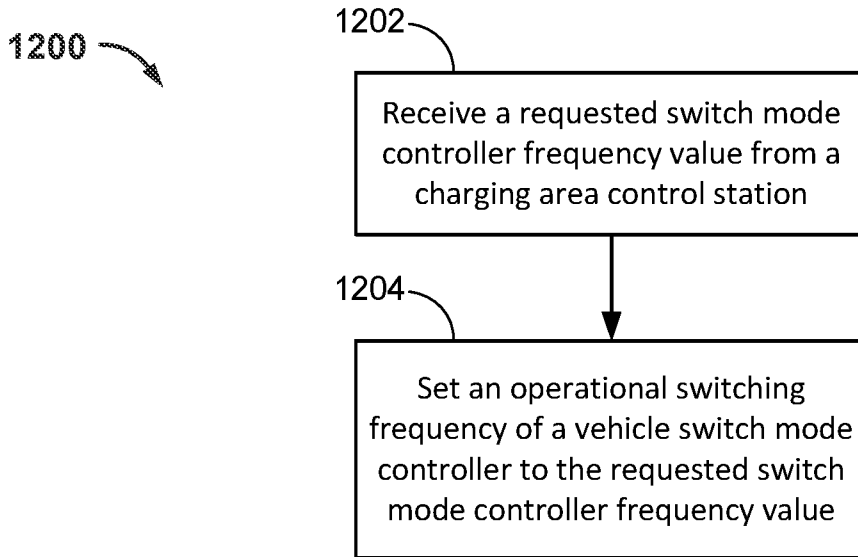 1200
1202
Receive a requested switch mode
controller frequency value from a
charging area control station
1204
Set an operational switching
frequency of a vehicle switch mode
controller to the requested switch
mode controller frequency value